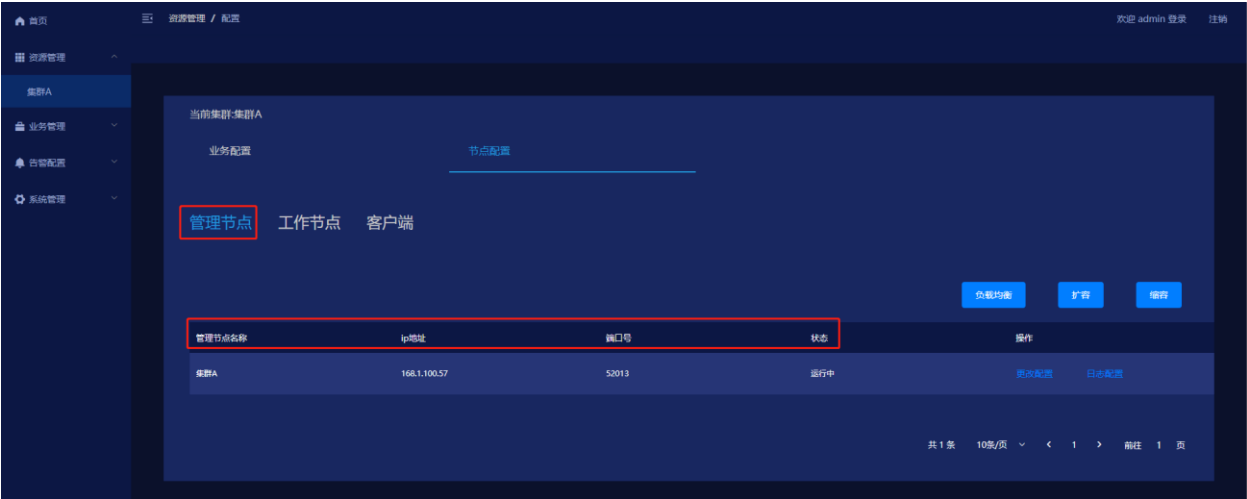 首页
资源管理 / 配置
欢迎 admin 登录 注销
资源管理
集群A
业务管理
告警配置
系统管理
当前集群:集群A
业务配置 节点配置
管理节点 工作节点 客户端
负载均衡 扩容 缩容
管理节点名称 ip地址 端口号 状态 操作
集群A 168.1.100.57 52013 运行中 更改配置 日志配置
共 1 条 10条/页 1 前往 1 页